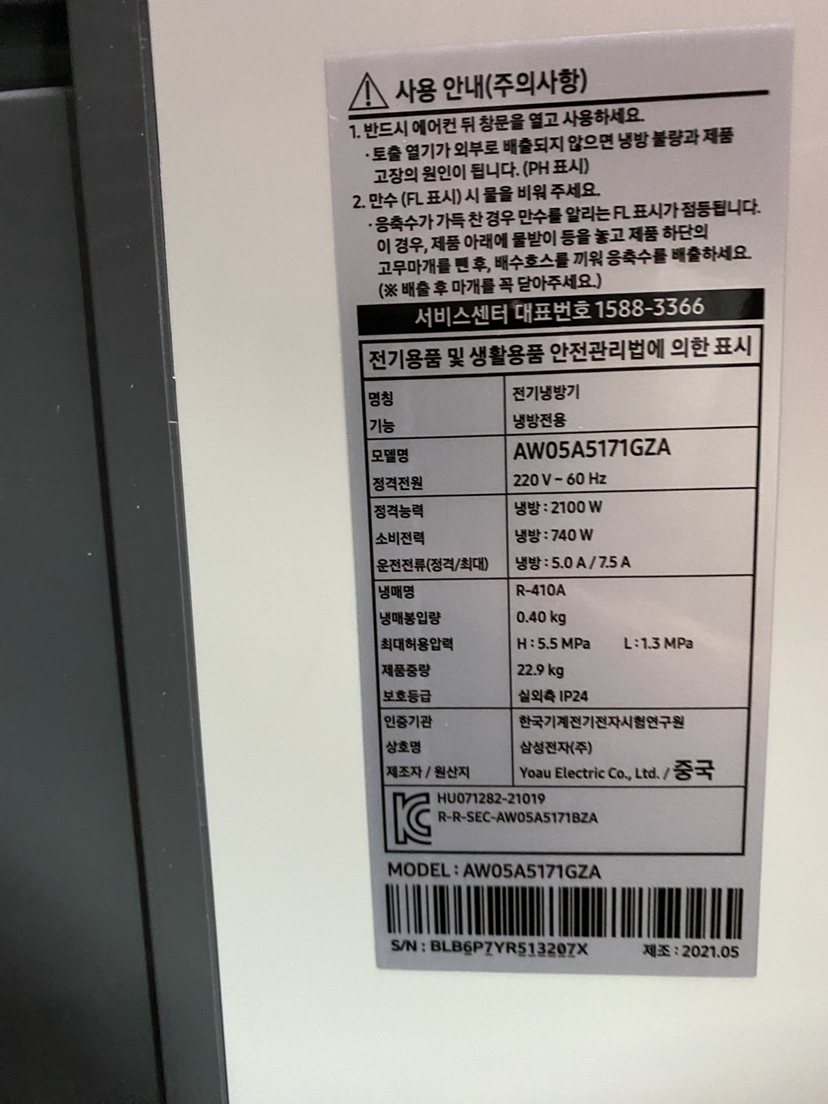 사용 안내(주의사항)
1. 반드시 에어컨 뒤 창문을 열고 사용하세요.
· 토출 열기가 외부로 배출되지 않으면 냉방 불량과 제품
고장의 원인이 됩니다. (PH 표시)
2. 만수 (FL 표시) 시 물을 비워 주세요.
· 응축수가 가득 찬 경우 만수를 알리는 FL 표시가 점등됩니다.
이 경우, 제품 아래에 물받이 등을 놓고 제품 하단의
고무마개를 뺀 후, 배수호스를 끼워 응축수를 배출하세요.
(※ 배출 후 마개를 꼭 닫아주세요.)
서비스센터 대표번호 1588-3366
전기용품 및 생활용품 안전관리법에 의한 표시
명칭 전기냉방기
기능 냉방전용
모델명 AW05A5171GZA
정격전원 220 V ~ 60 Hz
정격능력 냉방 : 2100 W
소비전력 냉방 : 740 W
운전전류(정격/최대) 냉방 : 5.0 A / 7.5 A
냉매명 R-410A
냉매봉입량 0.40 kg
최대허용압력 H : 5.5 MPa L : 1.3 MPa
제품중량 22.9 kg
보호등급 실외측 IP24
인증기관 한국기계전기전자시험연구원
상호명 삼성전자(주)
제조자 / 원산지 Yoau Electric Co., Ltd. / 중국
HU071282-21019
R-R-SEC-AW05A5171BZA
MODEL : AW05A5171GZA
S/N : BLB6P7YR513207X 제조 : 2021.05